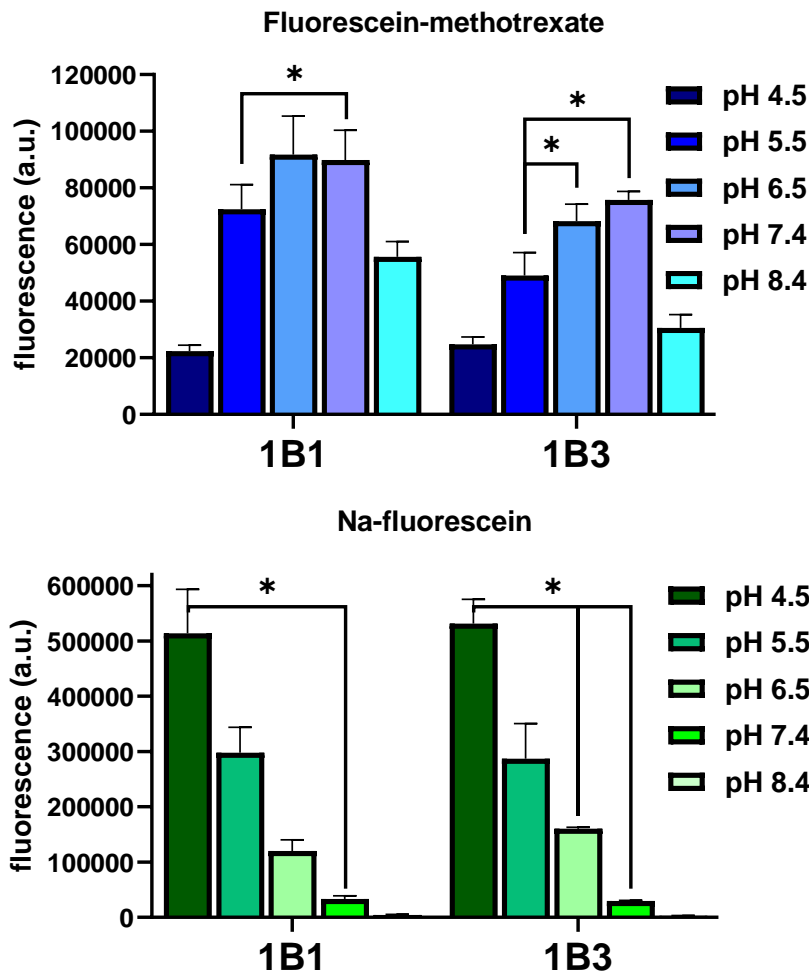 Fluorescein-methotrexate
fluorescence (a.u.)
120000
100000
80000
60000
40000
20000
0
*
*
*
1B1
1B3
pH 4.5
pH 5.5
pH 6.5
pH 7.4
pH 8.4
Na-fluorescein
fluorescence (a.u.)
600000
500000
400000
300000
200000
100000
0
*
*
1B1
1B3
pH 4.5
pH 5.5
pH 6.5
pH 7.4
pH 8.4